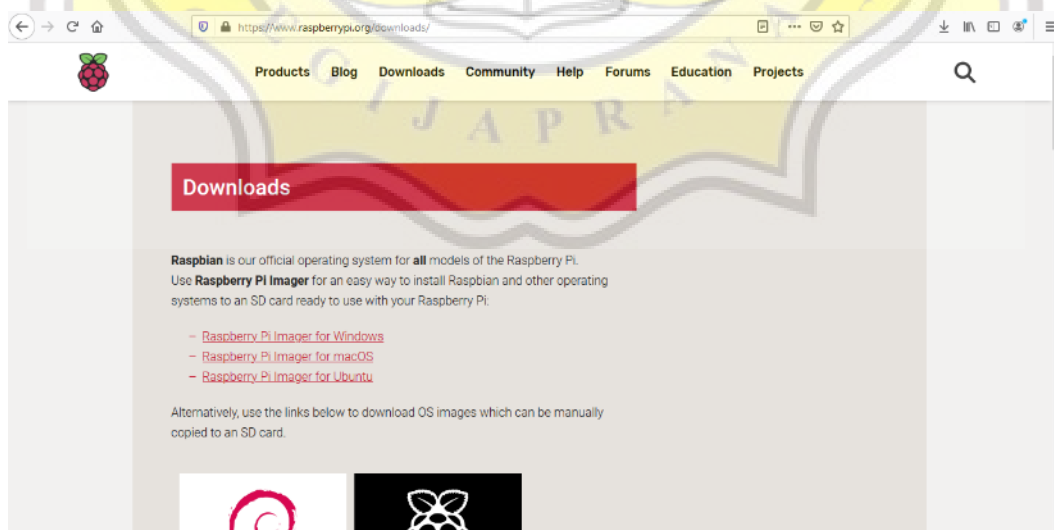 https://www.raspberrypi.org/downloads/
Products Blog Downloads Community Help Forums Education Projects
GIJAPRANA
Downloads
Raspbian is our official operating system for all models of the Raspberry Pi.
Use Raspberry Pi Imager for an easy way to install Raspbian and other operating
systems to an SD card ready to use with your Raspberry Pi:
– Raspberry Pi Imager for Windows
– Raspberry Pi Imager for macOS
– Raspberry Pi Imager for Ubuntu
Alternatively, use the links below to download OS images which can be manually
copied to an SD card.